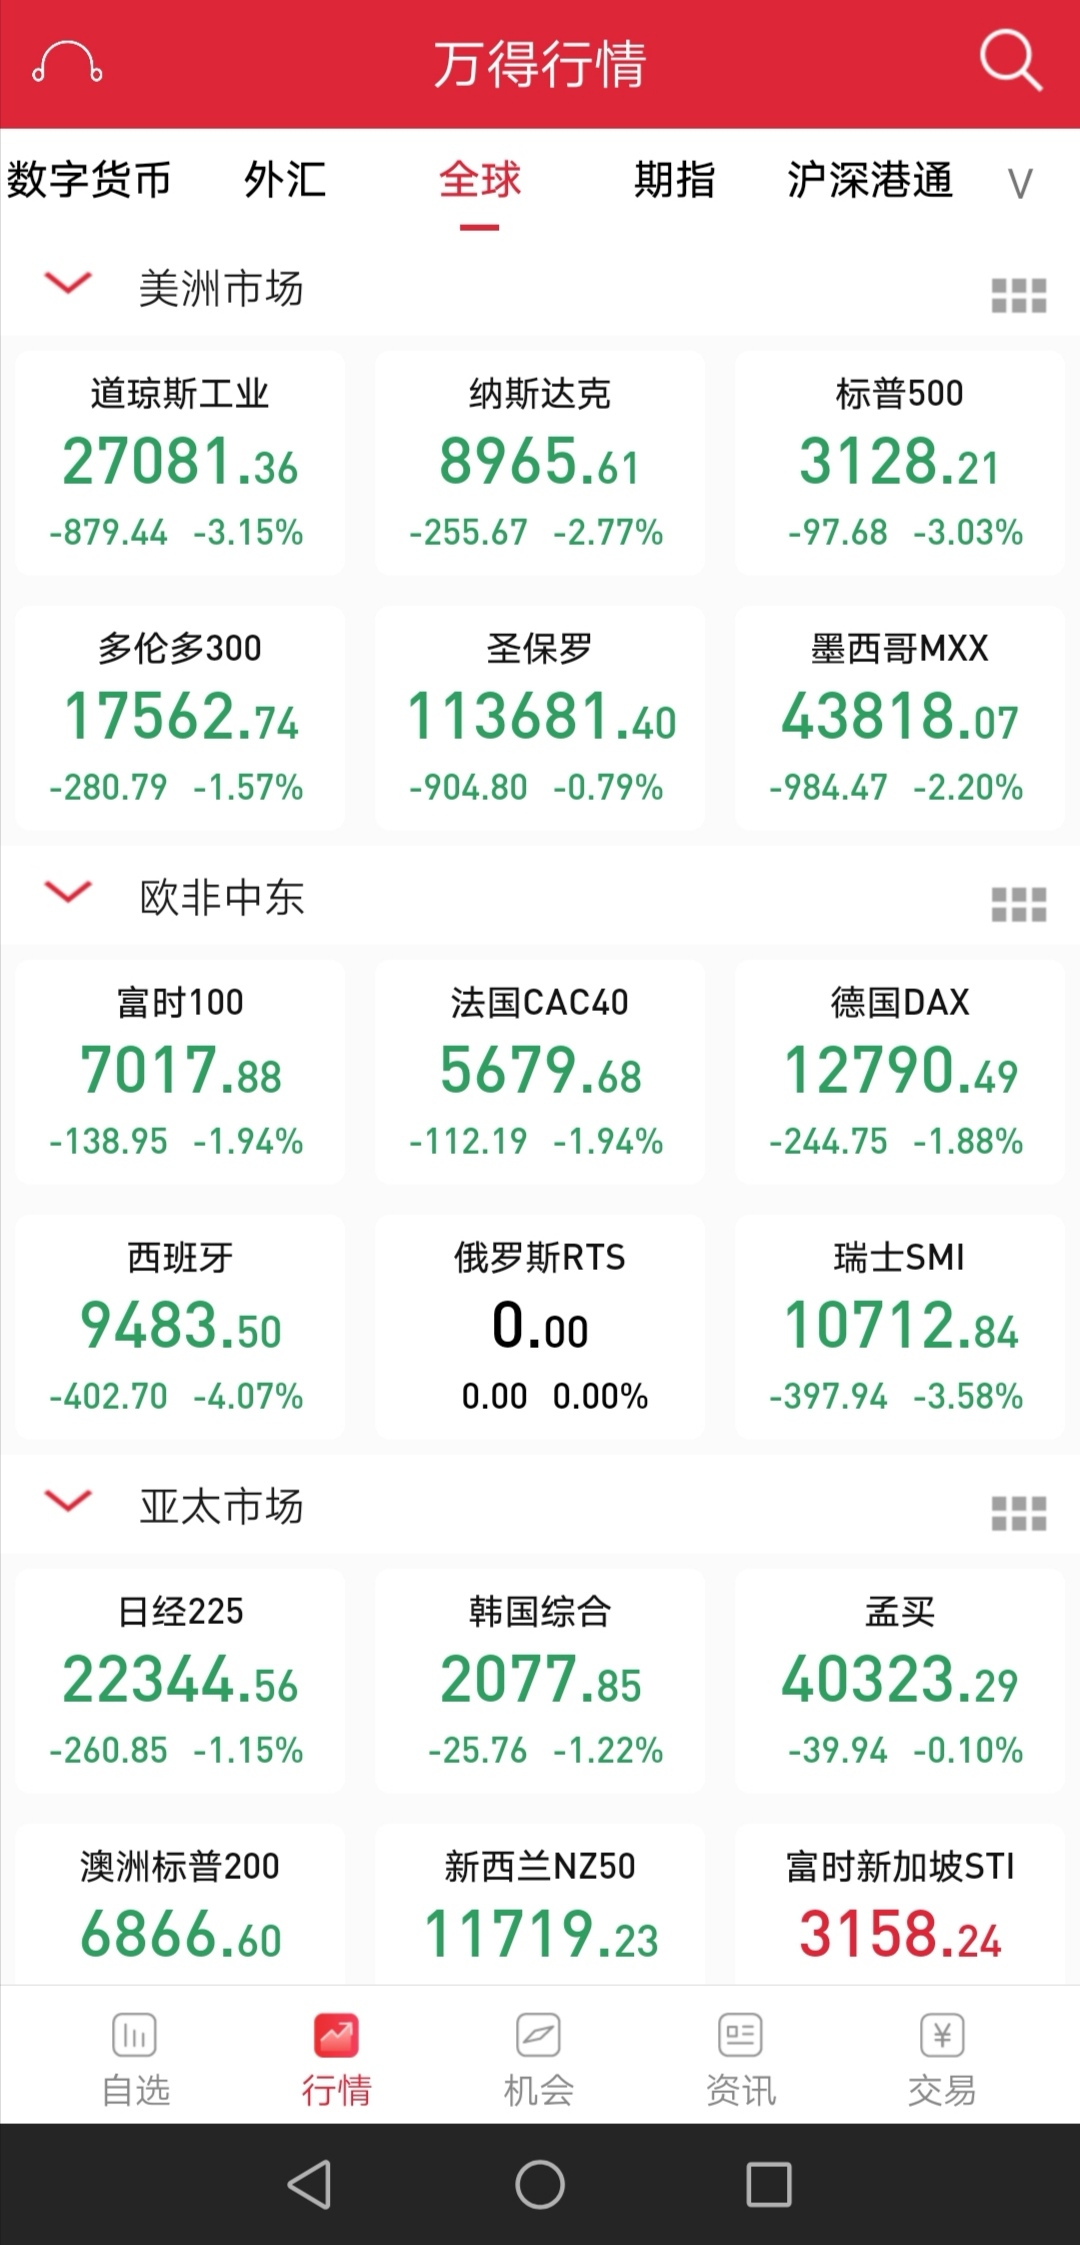 万得行情
数字货币 外汇 全球 期指 沪深港通
美洲市场
道琼斯工业 纳斯达克 标普500
27081.36 8965.61 3128.21
-879.44 -3.15% -255.67 -2.77% -97.68 -3.03%
多伦多300 圣保罗 墨西哥MXX
17562.74 113681.40 43818.07
-280.79 -1.57% -904.80 -0.79% -984.47 -2.20%
欧非中东
富时100 法国CAC40 德国DAX
7017.88 5679.68 12790.49
-138.95 -1.94% -112.19 -1.94% -244.75 -1.88%
西班牙 俄罗斯RTS 瑞士SMI
9483.50 0.00 10712.84
-402.70 -4.07% 0.00 0.00% -397.94 -3.58%
亚太市场
日经225 韩国综合 孟买
22344.56 2077.85 40323.29
-260.85 -1.15% -25.76 -1.22% -39.94 -0.10%
澳洲标普200 新西兰NZ50 富时新加坡STI
6866.60 11719.23 3158.24
自选 行情 机会 资讯 交易